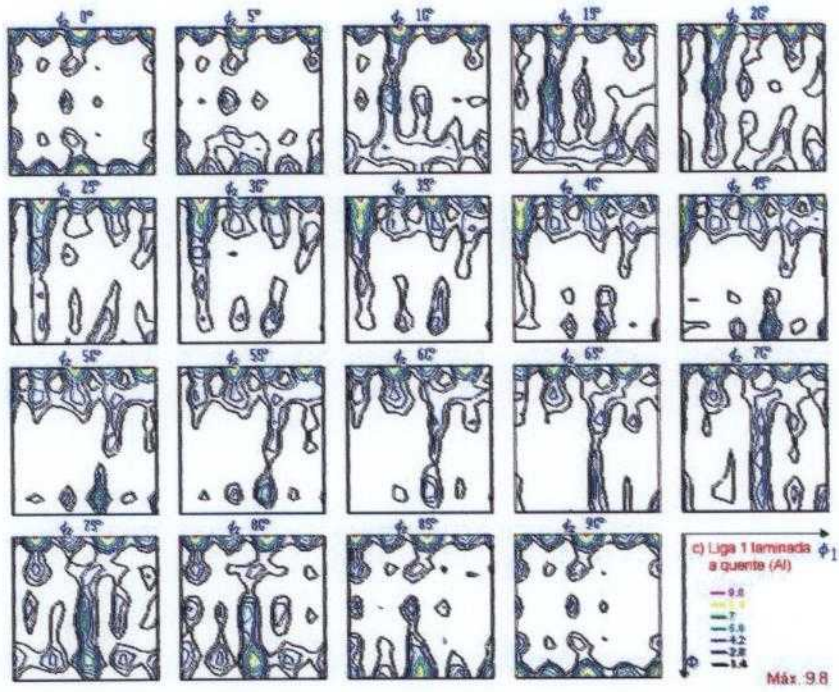 ϕ₂ 0° ϕ₂ 5° ϕ₂ 10° ϕ₂ 15° ϕ₂ 20°
ϕ₂ 25° ϕ₂ 30° ϕ₂ 35° ϕ₂ 40° ϕ₂ 45°
ϕ₂ 50° ϕ₂ 55° ϕ₂ 60° ϕ₂ 65° ϕ₂ 70°
ϕ₂ 75° ϕ₂ 80° ϕ₂ 85° ϕ₂ 90°
ϕ1
c) Liga 1 laminada
a quente (Al)
9.8
7
5.6
4.2
2.8
1.4
Φ
Máx. 9.8